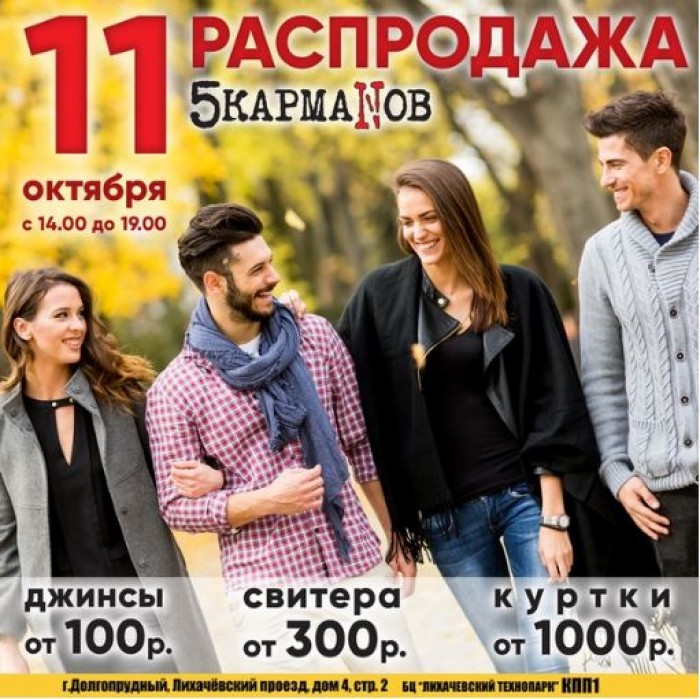 11 РАСПРОДАЖА
5КАРМАNОВ
октября
с 14.00 до 19.00
джинсы
от 100р.
свитера
от 300р.
куртки
от 1000р.
г.Долгопрудный, Лихачёвский проезд, дом 4, стр. 2 БЦ "ЛИХАЧЕВСКИЙ ТЕХНОПАРК" КПП1